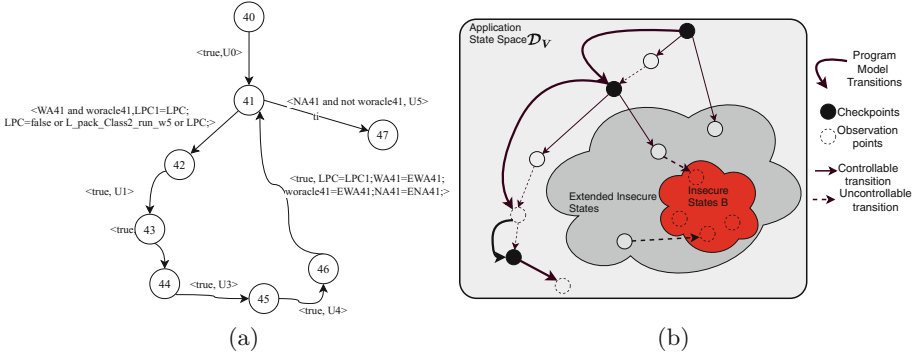 40
<true,U0>
41
<NA41 and not woracle41, U5>
ti
47
<WA41 and woracle41,LPC1=LPC;
LPC=false or L_pack_Class2_run_w5 or LPC;>
42
<true, LPC=LPC1;WA41=EWA41;
woracle41=EWA41;NA41=ENA41;>
<true, U1>
43
<true
44
<true, U3>
45
46
<true, U4>
(a)
Application
State Space 𝓓V
Extended Insecure
States
Insecure
States B
Program
Model
Transitions
Checkpoints
Observation
points
Controllable
transition
Uncontrollable
transition
(b)